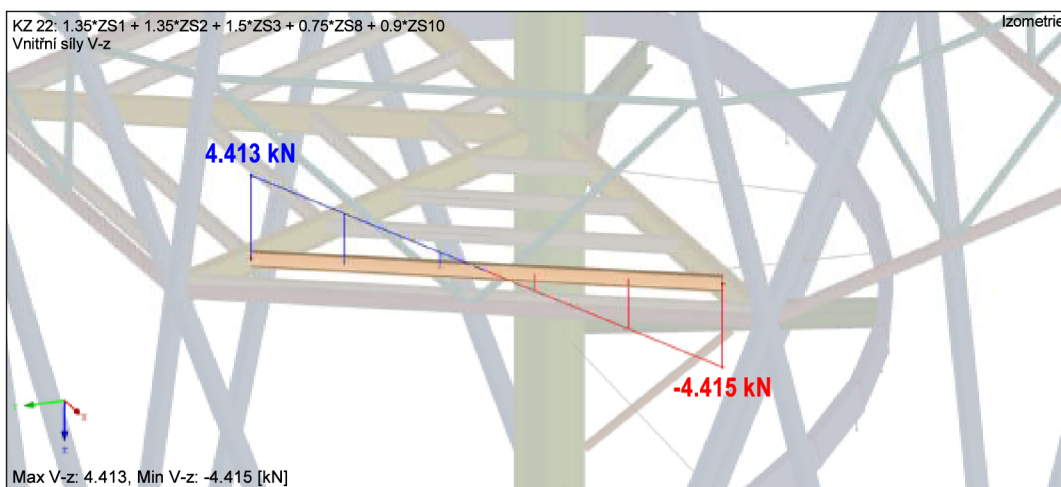 KZ 22: 1.35*ZS1 + 1.35*ZS2 + 1.5*ZS3 + 0.75*ZS8 + 0.9*ZS10
Izometrie
Vnitřní síly V-z
4.413 kN
-4.415 kN
Max V-z: 4.413, Min V-z: -4.415 [kN]